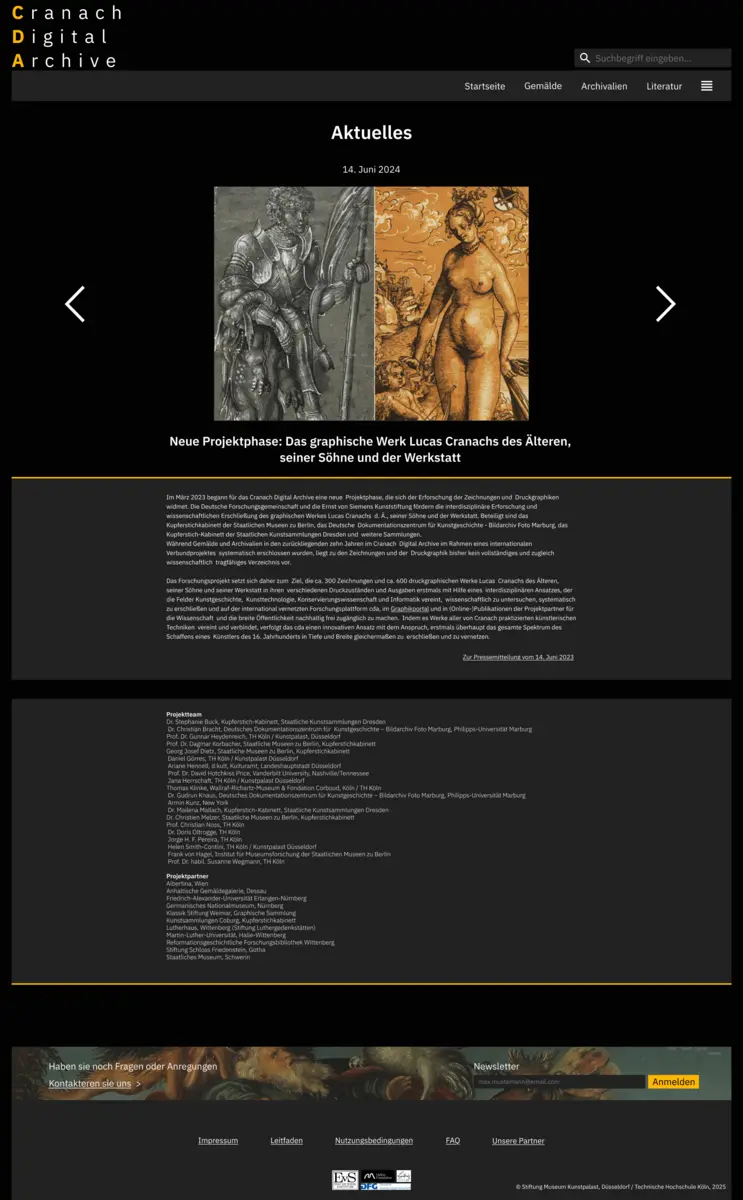 Cranach
Digital
Archive
Suchbegriff eingeben...
Startseite Gemälde Archivalien Literatur
Aktuelles
14. Juni 2024
Neue Projektphase: Das graphische Werk Lucas Cranachs des Älteren,
seiner Söhne und der Werkstatt
Im März 2023 begann für das Cranach Digital Archive eine neue Projektphase, die sich der Erforschung der Zeichnungen und Druckgraphiken
widmet. Die Deutsche Forschungsgemeinschaft und die Ernst von Siemens Kunststiftung fördern die interdisziplinäre Erforschung und
wissenschaftlichen Erschließung des graphischen Werkes Lucas Cranachs d. Ä., seiner Söhne und der Werkstatt. Beteiligt sind das
Kupferstichkabinett der Staatlichen Museen zu Berlin, das Deutsche Dokumentationszentrum für Kunstgeschichte - Bildarchiv Foto Marburg, das
Kupferstich-Kabinett der Staatlichen Kunstsammlungen Dresden und weitere Sammlungen.
Während Gemälde und Archivalien in den zurückliegenden zehn Jahren im Cranach Digital Archive im Rahmen eines internationalen
Verbundprojektes systematisch erschlossen wurden, liegt zu den Zeichnungen und der Druckgraphik bisher kein vollständiges und zugleich
wissenschaftlich tragfähiges Verzeichnis vor.
Das Forschungsprojekt setzt sich daher zum Ziel, die ca. 300 Zeichnungen und ca. 600 druckgraphischen Werke Lucas Cranachs des Älteren,
seiner Söhne und seiner Werkstatt in ihren verschiedenen Druckzuständen und Ausgaben erstmals mit Hilfe eines interdisziplinären Ansatzes, der
die Felder Kunstgeschichte, Kunsttechnologie, Konservierungswissenschaft und Informatik vereint, wissenschaftlich zu untersuchen, systematisch
zu erschließen und auf der international vernetzten Forschungsplattform cda, im Graphikportal und in (Online-)Publikationen der Projektpartner für
die Wissenschaft und die breite Öffentlichkeit nachhaltig frei zugänglich zu machen. Indem es Werke aller von Cranach praktizierten künstlerischen
Techniken vereint und verbindet, verfolgt das cda einen innovativen Ansatz mit dem Anspruch, erstmals überhaupt das gesamte Spektrum des
Schaffens eines Künstlers des 16. Jahrhunderts in Tiefe und Breite gleichermaßen zu erschließen und zu vernetzen.
Zur Pressemitteilung vom 14. Juni 2023
Projektteam
Dr. Stephanie Buck, Kupferstich-Kabinett, Staatliche Kunstsammlungen Dresden
Dr. Christian Bracht, Deutsches Dokumentationszentrum für Kunstgeschichte – Bildarchiv Foto Marburg, Philipps-Universität Marburg
Prof. Dr. Gunnar Heydenreich, TH Köln / Kunstpalast, Düsseldorf
Prof. Dr. Dagmar Korbacher, Staatliche Museen zu Berlin, Kupferstichkabinett
Georg Josef Dietz, Staatliche Museen zu Berlin, Kupferstichkabinett
Daniel Görres, TH Köln / Kunstpalast Düsseldorf
Ariane Hennell, d:kult, Kulturamt, Landeshauptstadt Düsseldorf
Prof. Dr. David Hotchkiss Price, Vanderbilt University, Nashville/Tennessee
Jana Herrschaft, TH Köln / Kunstpalast Düsseldorf
Thomas Klinke, Wallraf-Richartz-Museum & Fondation Corboud, Köln / TH Köln
Dr. Gudrun Knaus, Deutsches Dokumentationszentrum für Kunstgeschichte – Bildarchiv Foto Marburg, Philipps-Universität Marburg
Armin Kunz, New York
Dr. Mailena Mallach, Kupferstich-Kabinett, Staatliche Kunstsammlungen Dresden
Dr. Christien Melzer, Staatliche Museen zu Berlin, Kupferstichkabinett
Prof. Christian Noss, TH Köln
Dr. Doris Oltrogge, TH Köln
Jorge H. F. Pereira, TH Köln
Helen Smith-Contini, TH Köln / Kunstpalast Düsseldorf
Frank von Hagel, Institut für Museumsforschung der Staatlichen Museen zu Berlin
Prof. Dr. habil. Susanne Wegmann, TH Köln
Projektpartner
Albertina, Wien
Anhaltische Gemäldegalerie, Dessau
Friedrich-Alexander-Universität Erlangen-Nürnberg
Germanisches Nationalmuseum, Nürnberg
Klassik Stiftung Weimar, Graphische Sammlung
Kunstsammlungen Coburg, Kupferstichkabinett
Lutherhaus, Wittenberg (Stiftung Luthergedenkstätten)
Martin-Luther-Universität, Halle-Wittenberg
Reformationsgeschichtliche Forschungsbibliothek Wittenberg
Stiftung Schloss Friedenstein, Gotha
Staatliches Museum, Schwerin
Haben sie noch Fragen oder Anregungen
Kontakteren sie uns >
Newsletter
max.mustemann@email.com
Anmelden
Impressum Leitfaden Nutzungsbedingungen FAQ Unsere Partner
EvS
DFG
© Stiftung Museum Kunstpalast, Düsseldorf / Technische Hochschule Köln, 2025